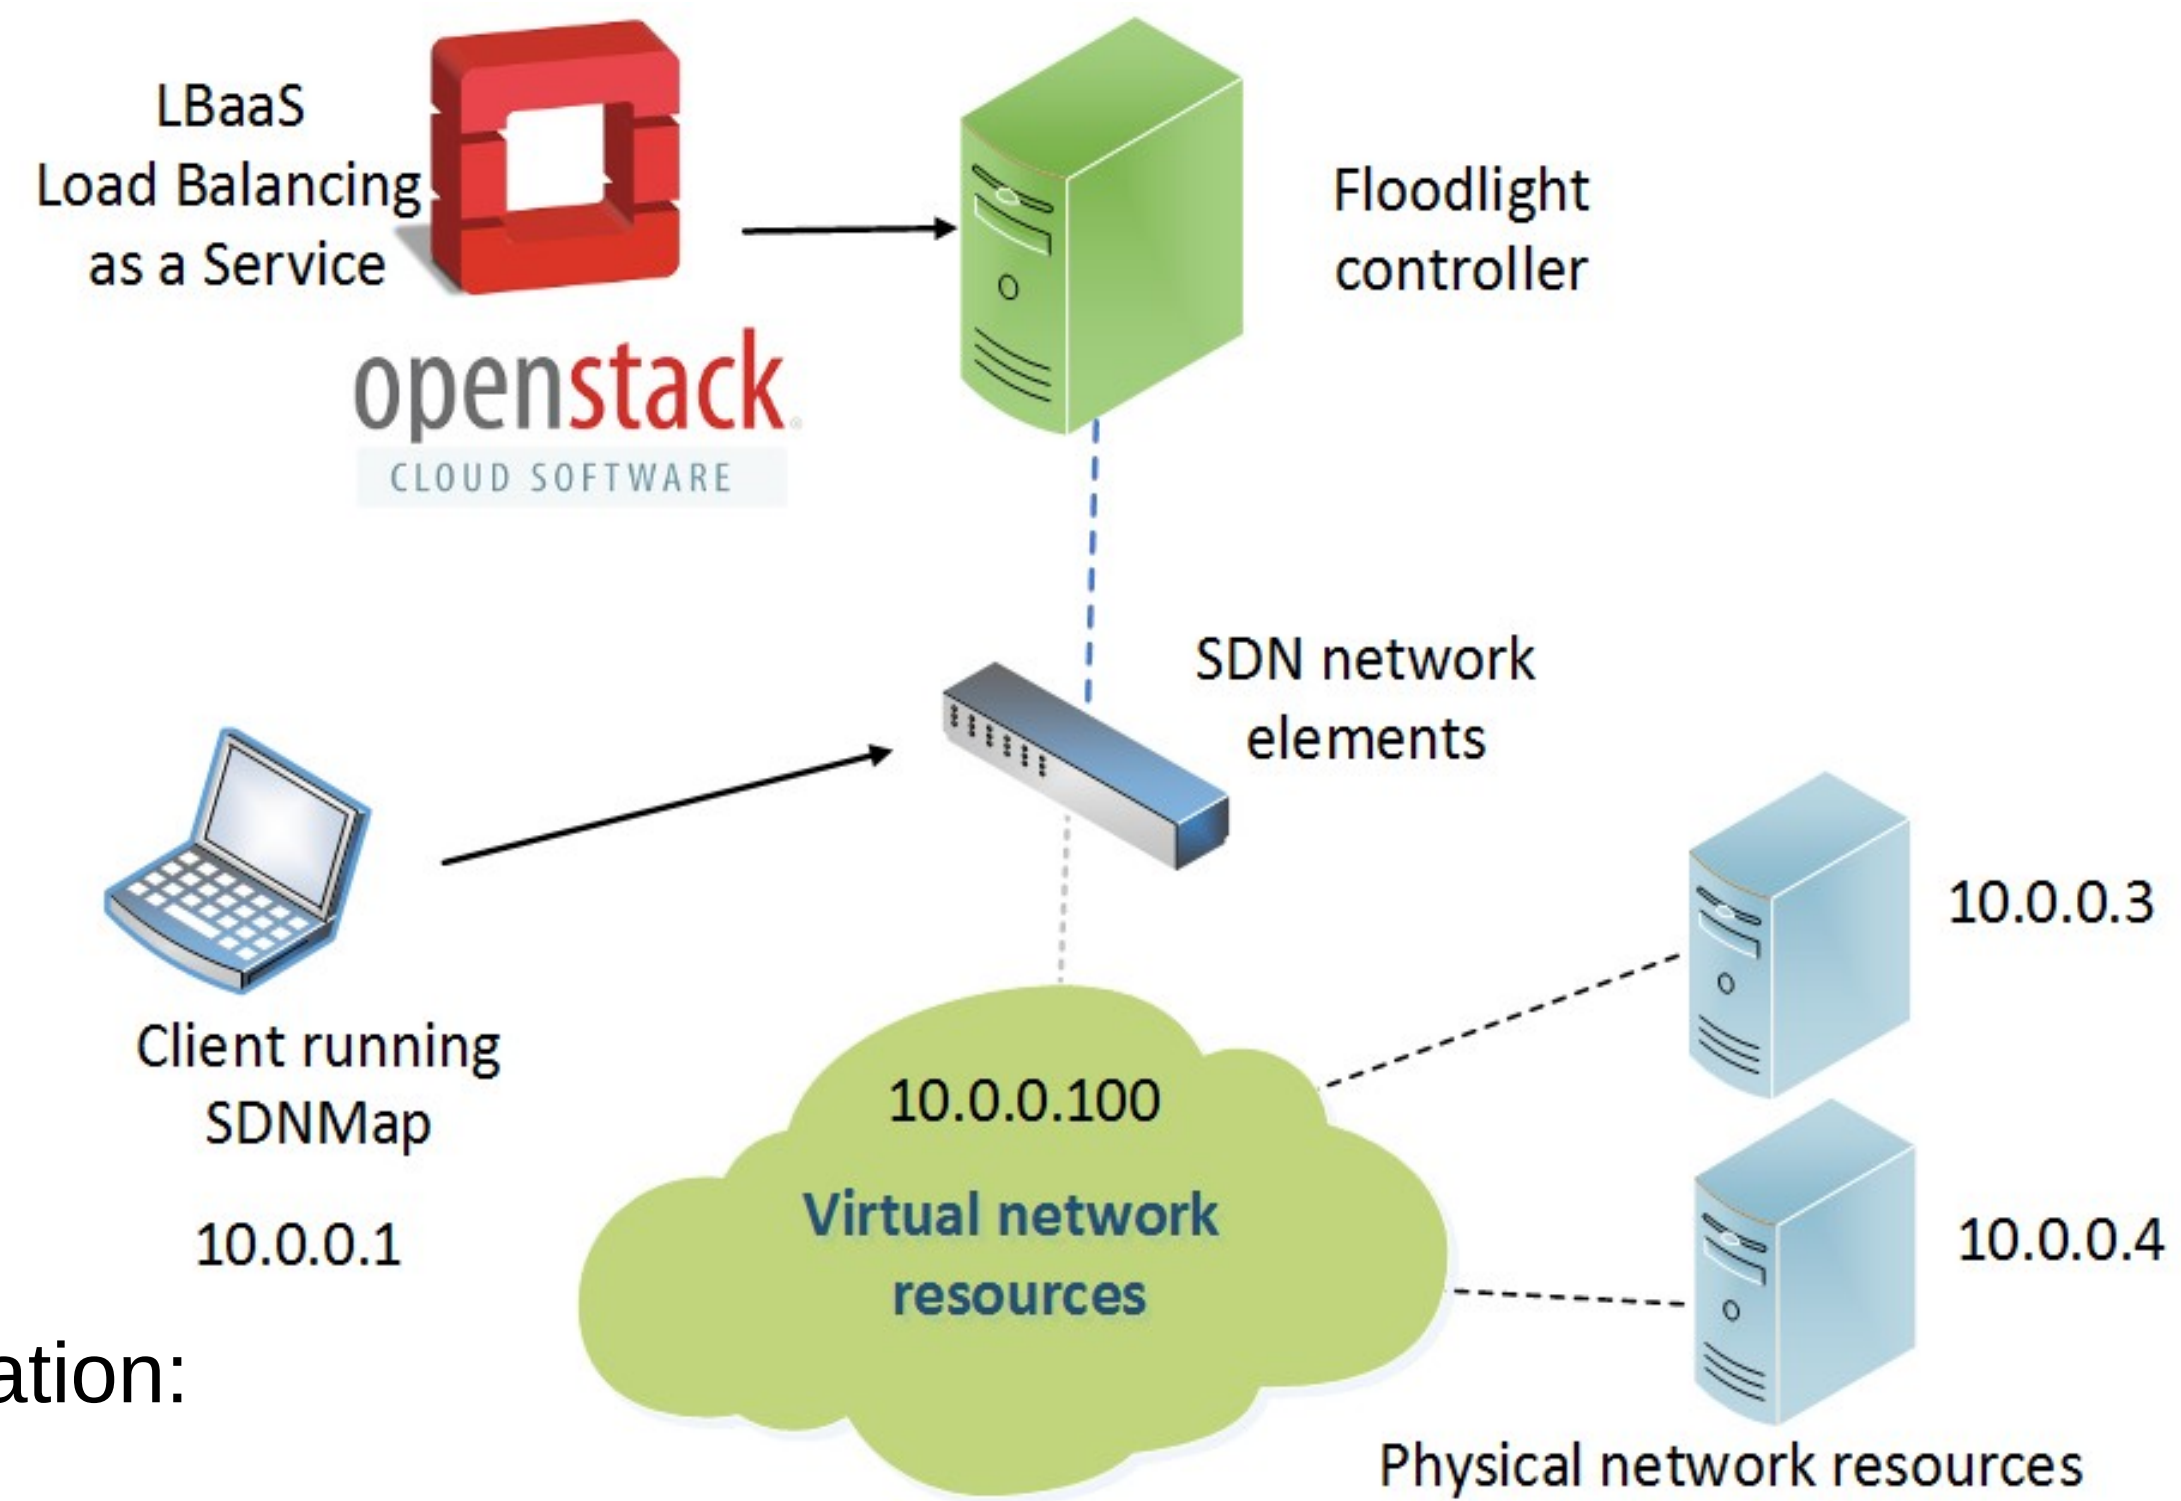 LBaaS
Load Balancing
as a Service
openstack
CLOUD SOFTWARE
Floodlight
controller
SDN network
elements
Client running
SDNMap
10.0.0.1
10.0.0.100
Virtual network
resources
10.0.0.3
10.0.0.4
Physical network resources
ation: